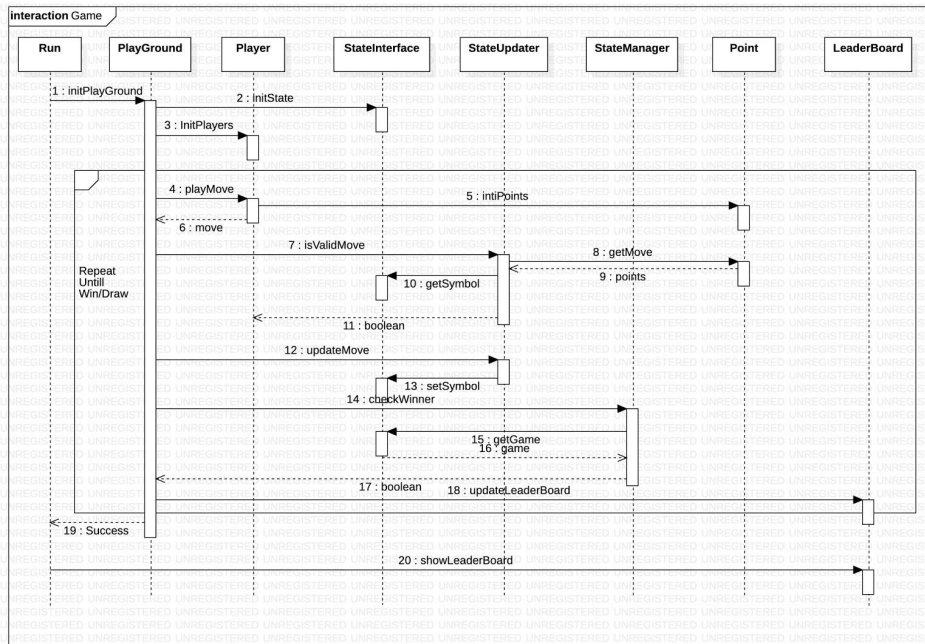 interaction Game
Run
PlayGround
Player
StateInterface
StateUpdater
StateManager
Point
LeaderBoard
1 : initPlayGround
2 : initState
3 : InitPlayers
4 : playMove
5 : intiPoints
6 : move
7 : isValidMove
8 : getMove
9 : points
Repeat
Untill
Win/Draw
10 : getSymbol
11 : boolean
12 : updateMove
13 : setSymbol
14 : checkWinner
15 : getGame
16 : game
17 : boolean
18 : updateLeaderBoard
19 : Success
20 : showLeaderBoard